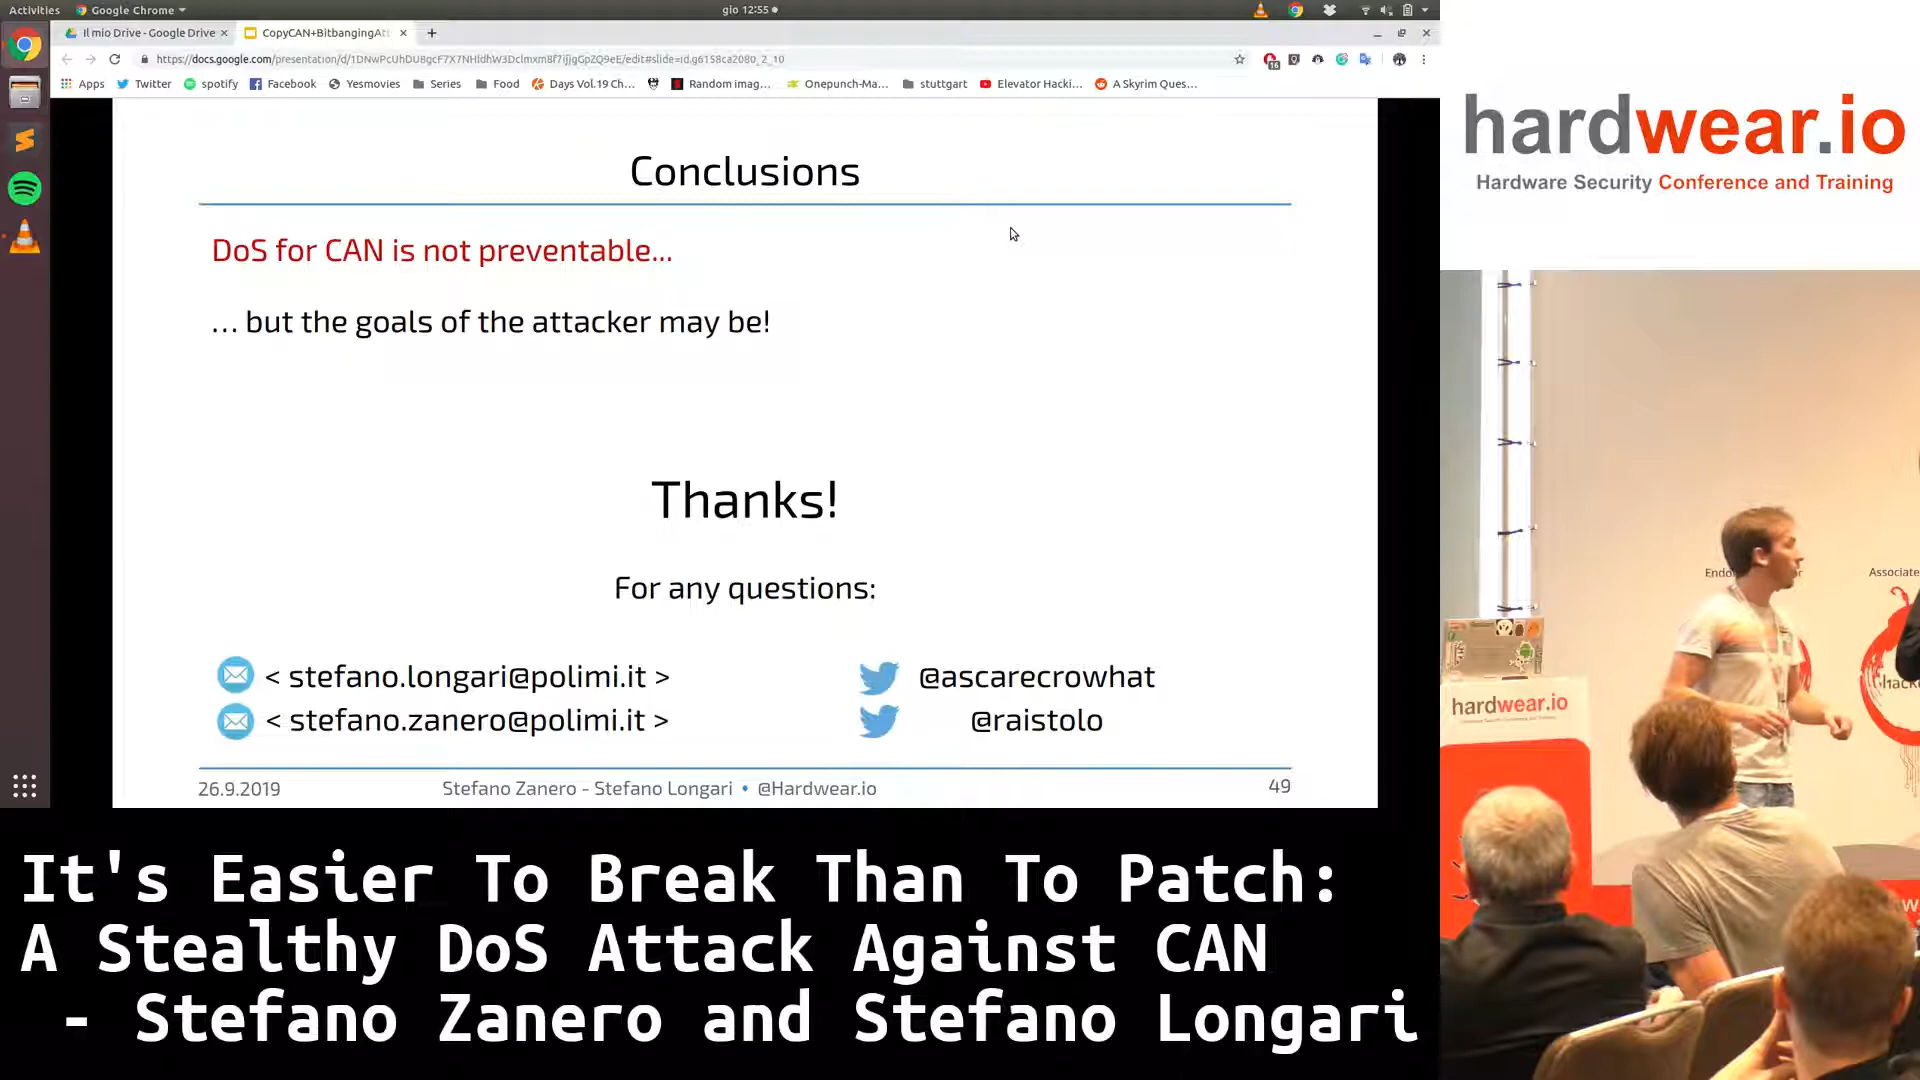 Activities
Google Chrome
gio 12:55
Il mio Drive - Google Drive
CopyCAN+BitbangingAt
Apps
Twitter
spotify
Facebook
Yesmovies
Series
Food
Days Vol.19 Ch...
Random imag...
Onepunch-Ma...
stuttgart
Elevator Hacki...
A Skyrim Ques...
16
hardwear.io
Hardware Security Conference and Training
Conclusions
DoS for CAN is not preventable...
... but the goals of the attacker may be!
Thanks!
For any questions:
< stefano.longari@polimi.it >
@ascarecrowhat
< stefano.zanero@polimi.it >
@raistolo
26.9.2019
Stefano Zanero - Stefano Longari • @Hardwear.io
49
Associate
hardwear.io
It's Easier To Break Than To Patch:
A Stealthy DoS Attack Against CAN
- Stefano Zanero and Stefano Longari